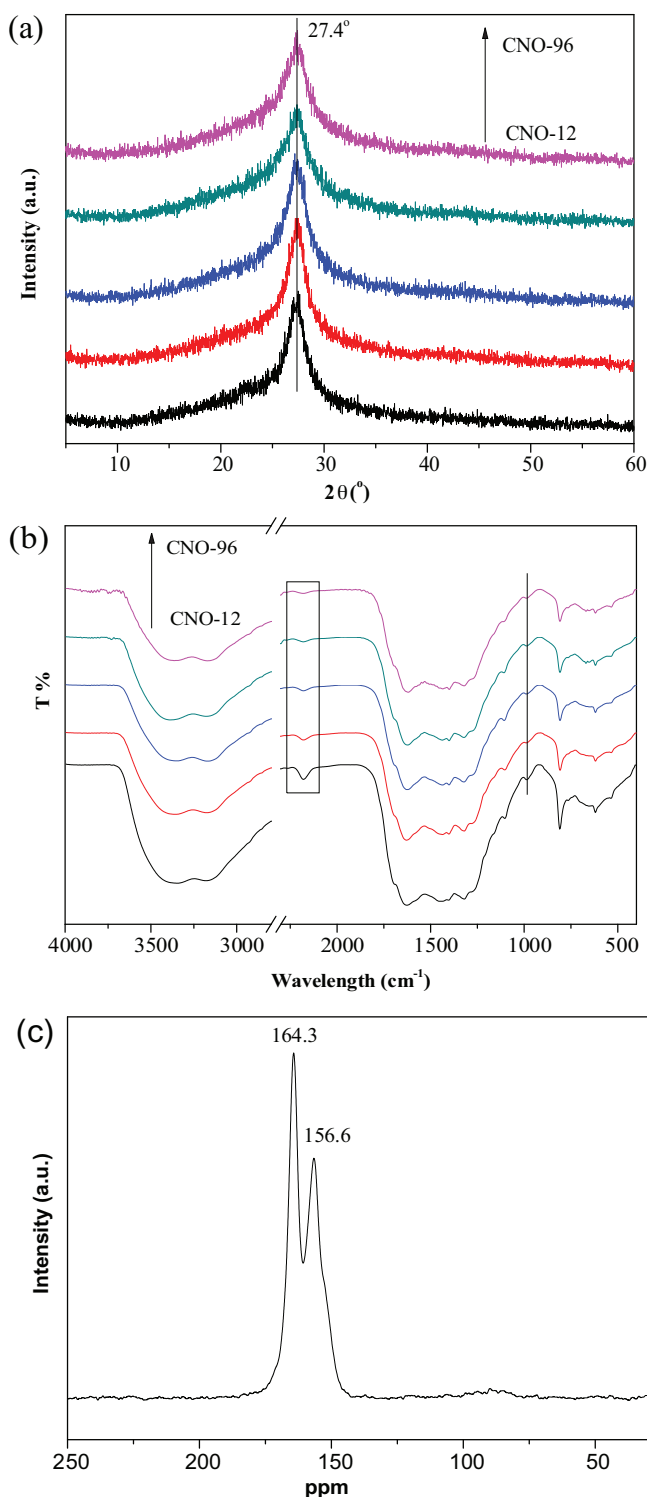 (a)
27.4°
CNO-96
CNO-12
Intensity (a.u.)
10 20 30 40 50 60
2θ(°)
(b)
CNO-96
CNO-12
T %
4000 3500 3000 2000 1500 1000 500
Wavelength (cm-1)
(c)
164.3
156.6
Intensity (a.u.)
250 200 150 100 50
ppm